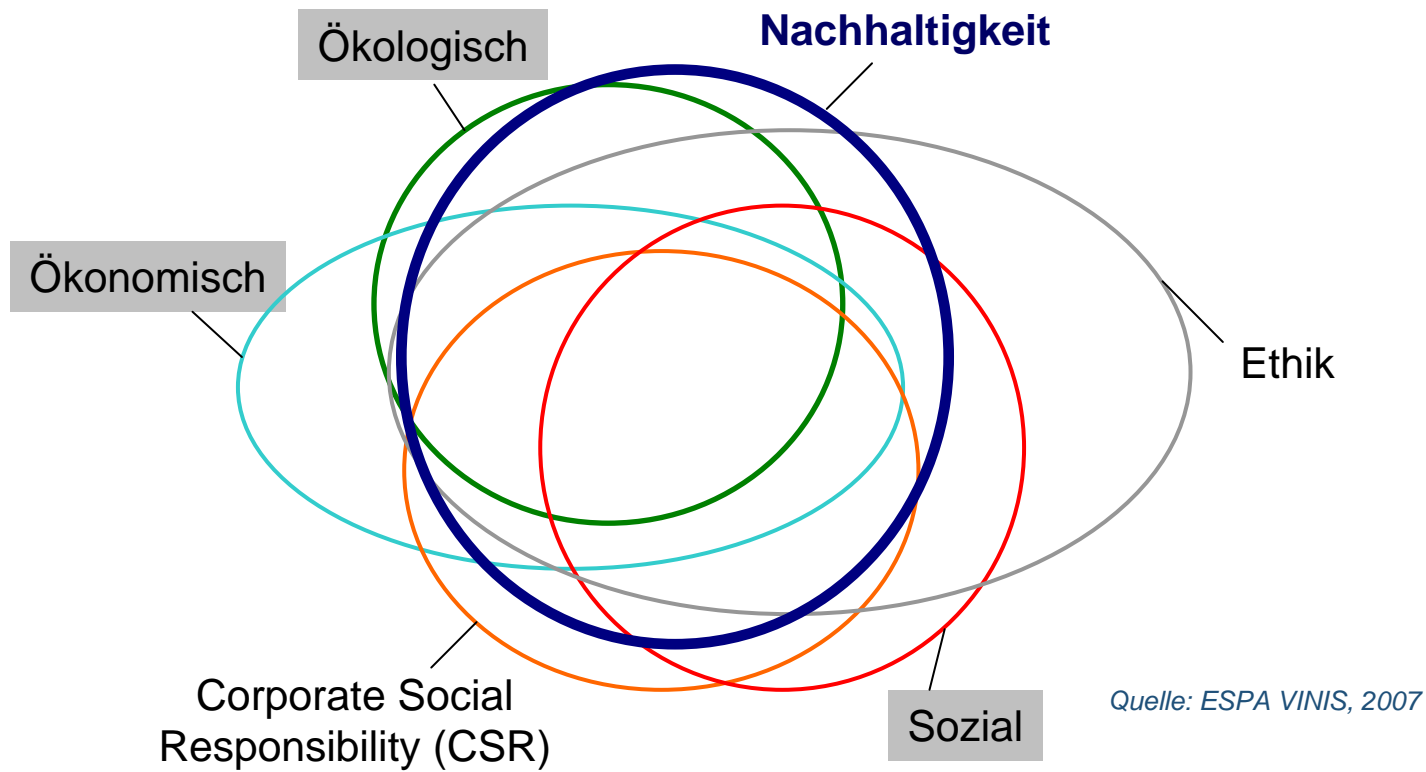 Nachhaltigkeit
Ökologisch
Ökonomisch
Ethik
Corporate Social
Responsibility (CSR)
Sozial
Quelle: ESPA VINIS, 2007